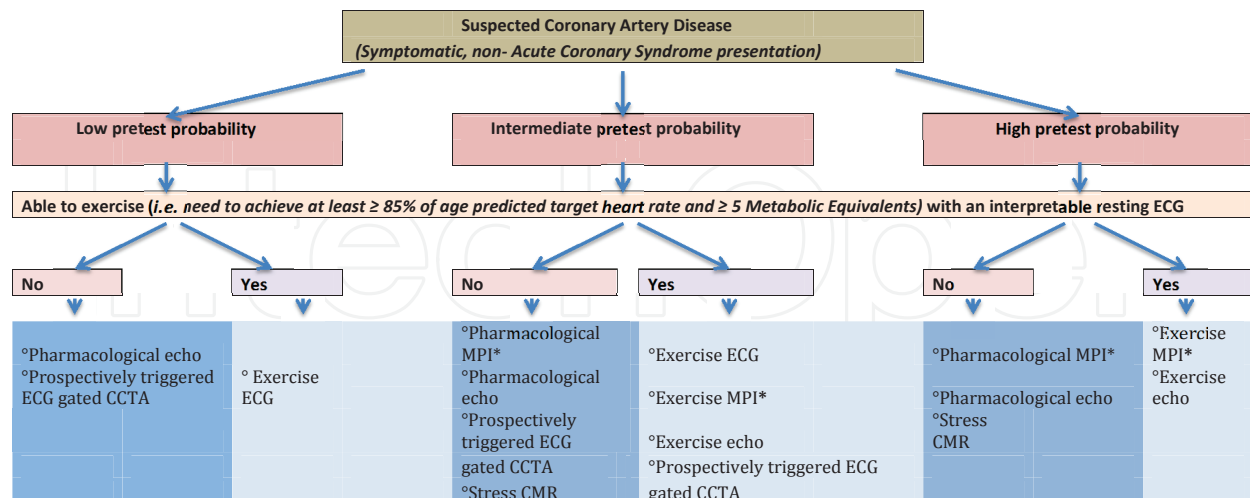 Suspected Coronary Artery Disease
(Symptomatic, non- Acute Coronary Syndrome presentation)
Low pretest probability
Intermediate pretest probability
High pretest probability
Able to exercise (i.e. need to achieve at least ≥ 85% of age predicted target heart rate and ≥ 5 Metabolic Equivalents) with an interpretable resting ECG
No
Yes
No
Yes
No
Yes
°Pharmacological echo
°Prospectively triggered
ECG gated CCTA
° Exercise
ECG
°Pharmacological
MPI*
°Pharmacological
echo
°Prospectively
triggered ECG
gated CCTA
°Stress CMR
°Exercise ECG
°Exercise MPI*
°Exercise echo
°Prospectively triggered ECG
gated CCTA
°Pharmacological MPI*
°Pharmacological echo
°Stress
CMR
°Exercise
MPI*
°Exercise
echo